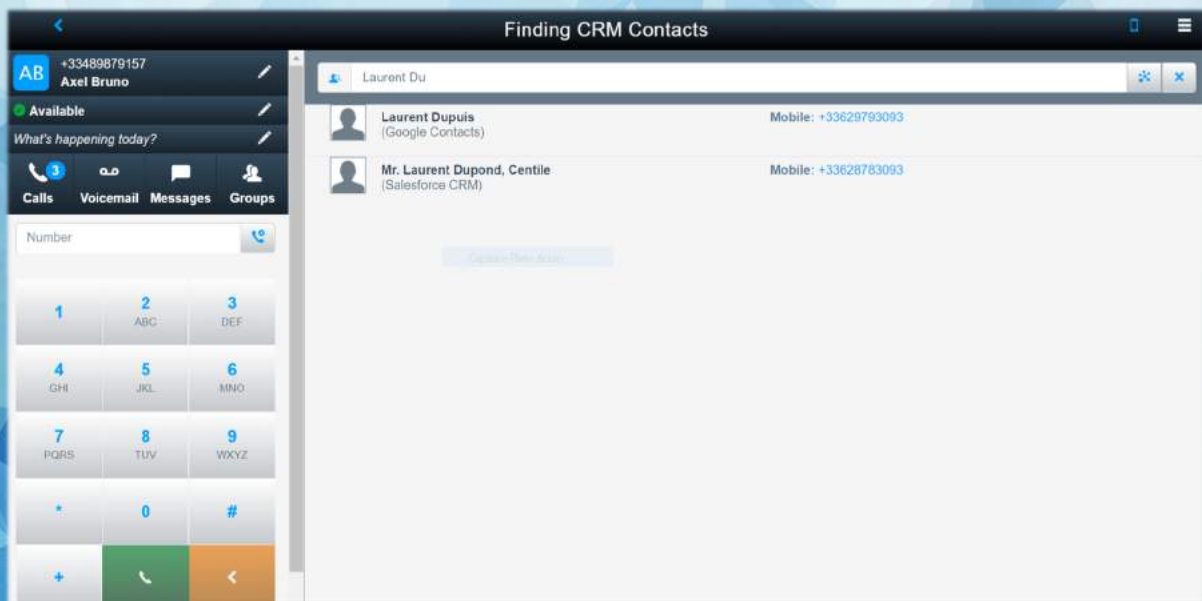 Finding CRM Contacts
AB
+33489879157
Axel Bruno
Available
What's happening today?
3
Calls
Voicemail
Messages
Groups
Number
1
2
ABC
3
DEF
4
GHI
5
JKL
6
MNO
7
PQRS
8
TUV
9
WXYZ
*
0
#
+
Laurent Du
Laurent Dupuis
(Google Contacts)
Mobile: +33629793093
Mr. Laurent Dupond, Centile
(Salesforce CRM)
Mobile: +33628783093